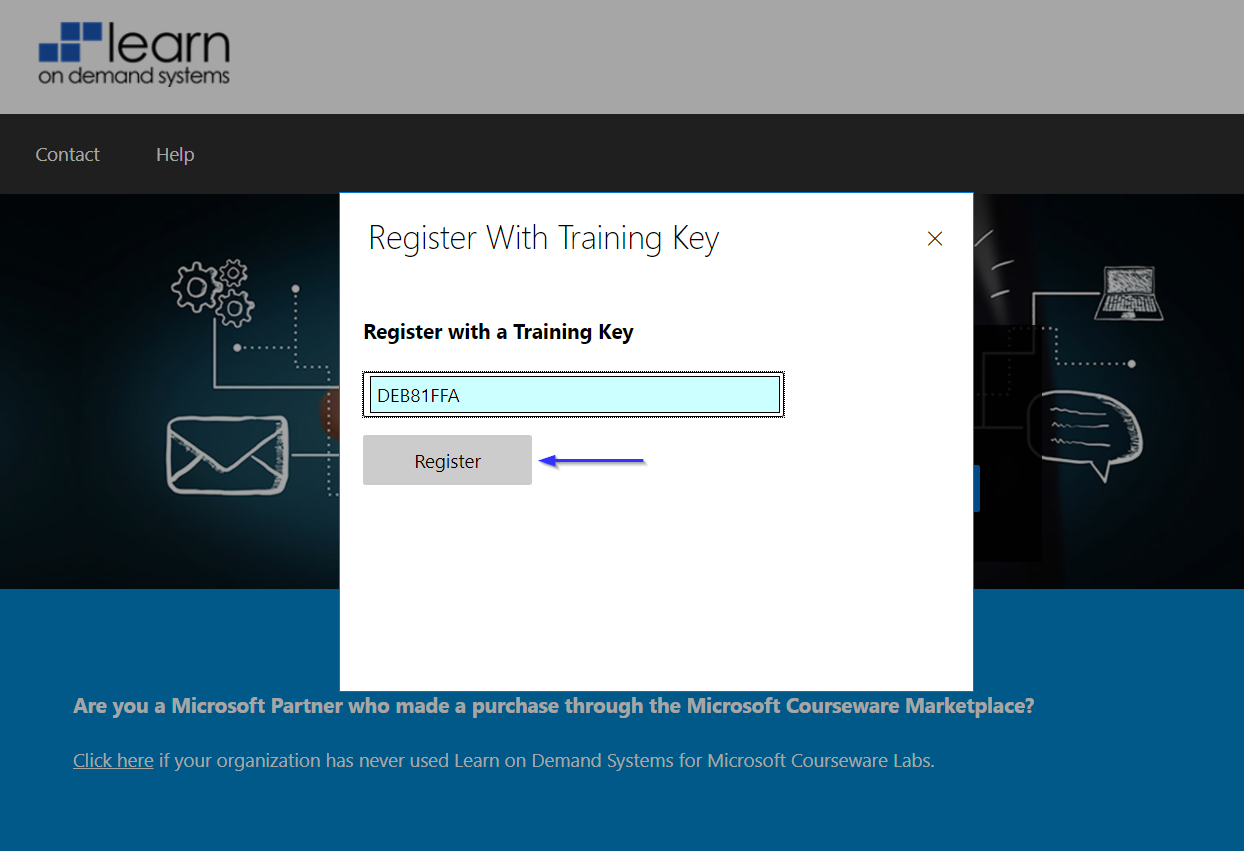 learn
on demand systems
Contact
Help
Register With Training Key
Register with a Training Key
DEB81FFA
Register
Are you a Microsoft Partner who made a purchase through the Microsoft Courseware Marketplace?
Click here if your organization has never used Learn on Demand Systems for Microsoft Courseware Labs.